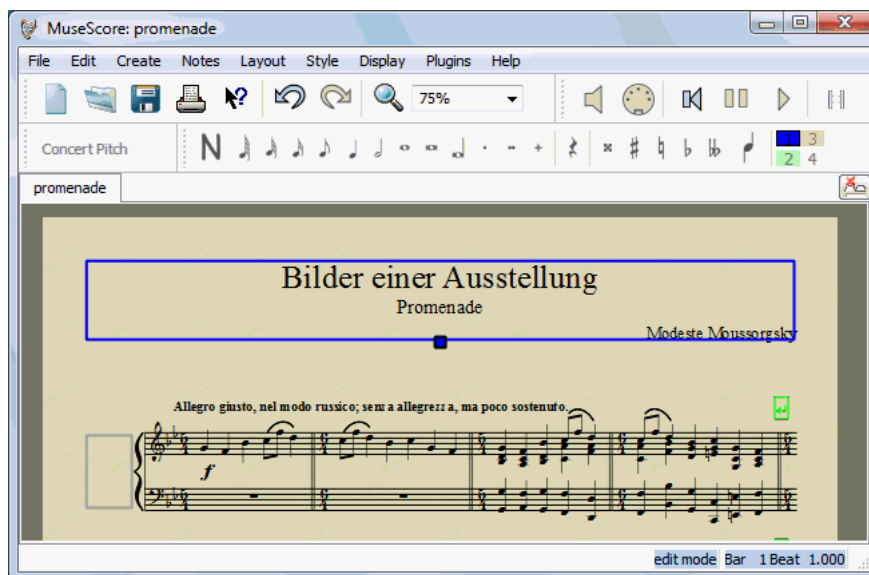 MuseScore: promenade
File Edit Create Notes Layout Style Display Plugins Help
75%
Concert Pitch
N
1 3
2 4
promenade
Bilder einer Ausstellung
Promenade
Modeste Moussorgsky
Allegro giusto, nel modo russico; senza allegrezza, ma poco sostenuto.
f
edit mode Bar 1 Beat 1.000